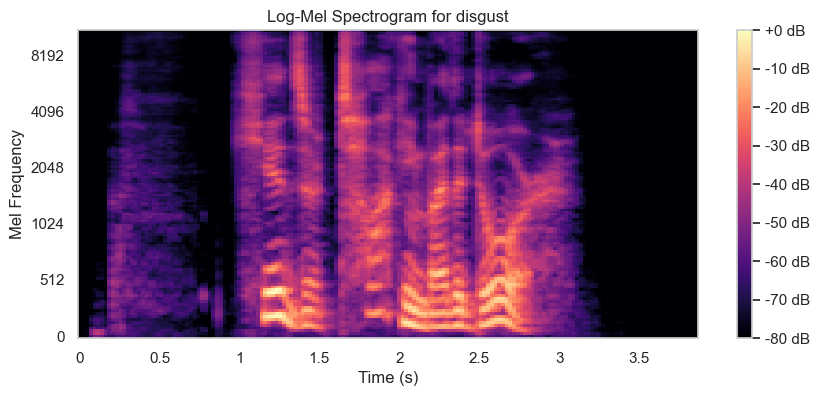 Log-Mel Spectrogram for disgust
Mel Frequency
8192
4096
2048
1024
512
0
0 0.5 1 1.5 2 2.5 3 3.5
Time (s)
+0 dB
-10 dB
-20 dB
-30 dB
-40 dB
-50 dB
-60 dB
-70 dB
-80 dB